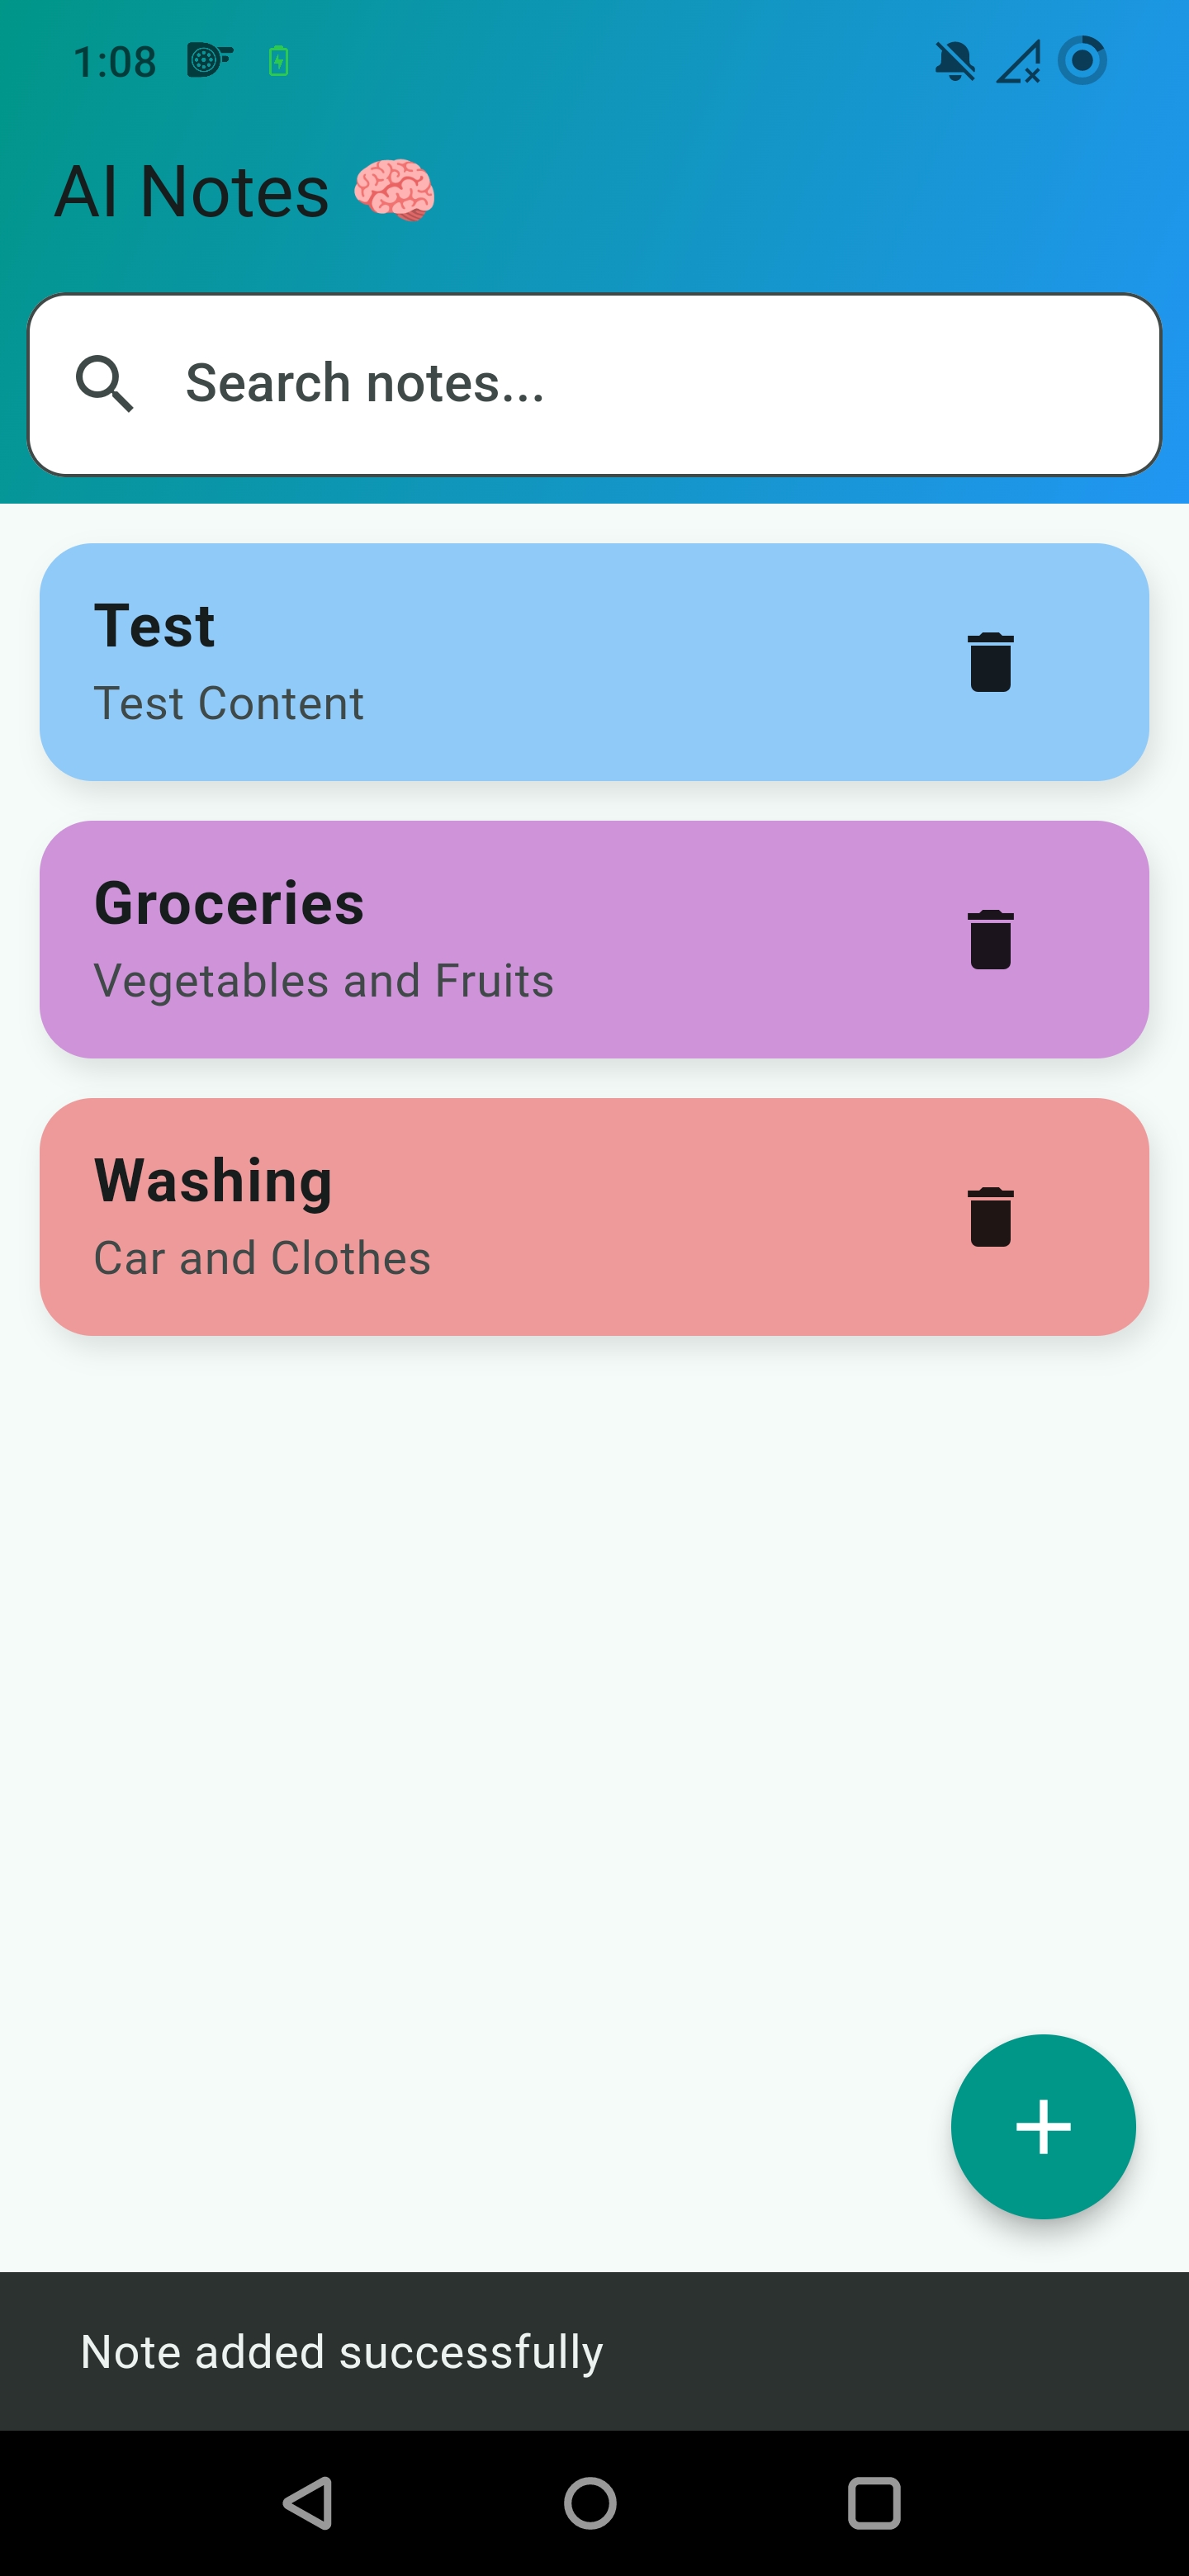 1:08
AI Notes 🧠
Search notes...
Test
Test Content
Groceries
Vegetables and Fruits
Washing
Car and Clothes
Note added successfully